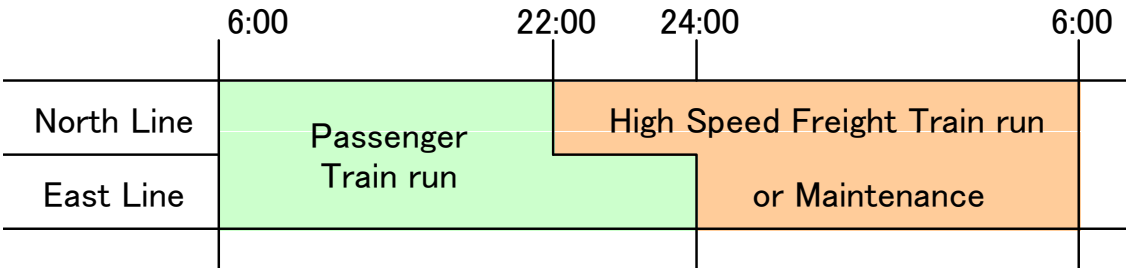 6:00 22:00 24:00 6:00
North Line
Passenger
Train run
High Speed Freight Train run
East Line
or Maintenance